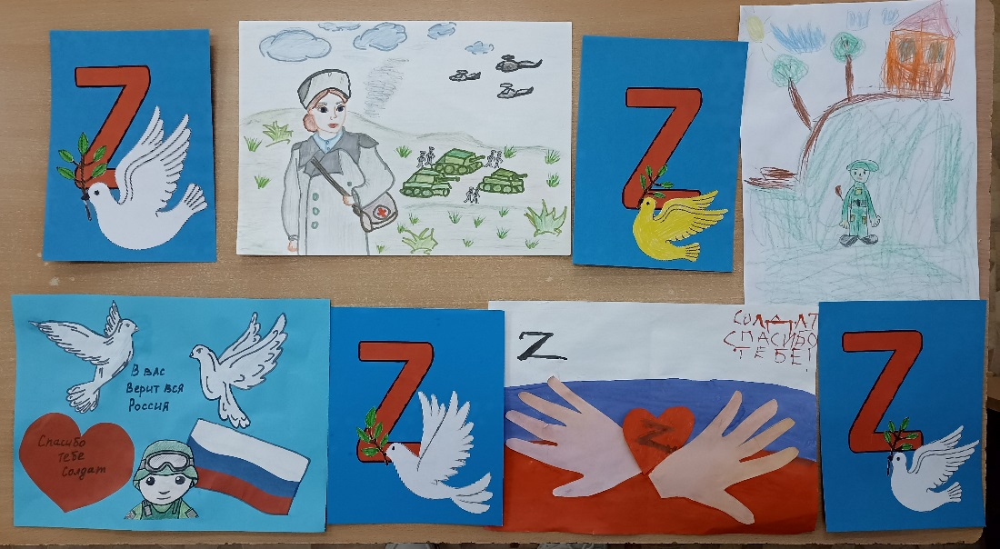 Z
Z
В вас
верит вся
Россия
Спасибо
тебе
солдат
Z
Z
СОЛДАТ
СПАСИБО
ТЕБЕ!
Z
Z